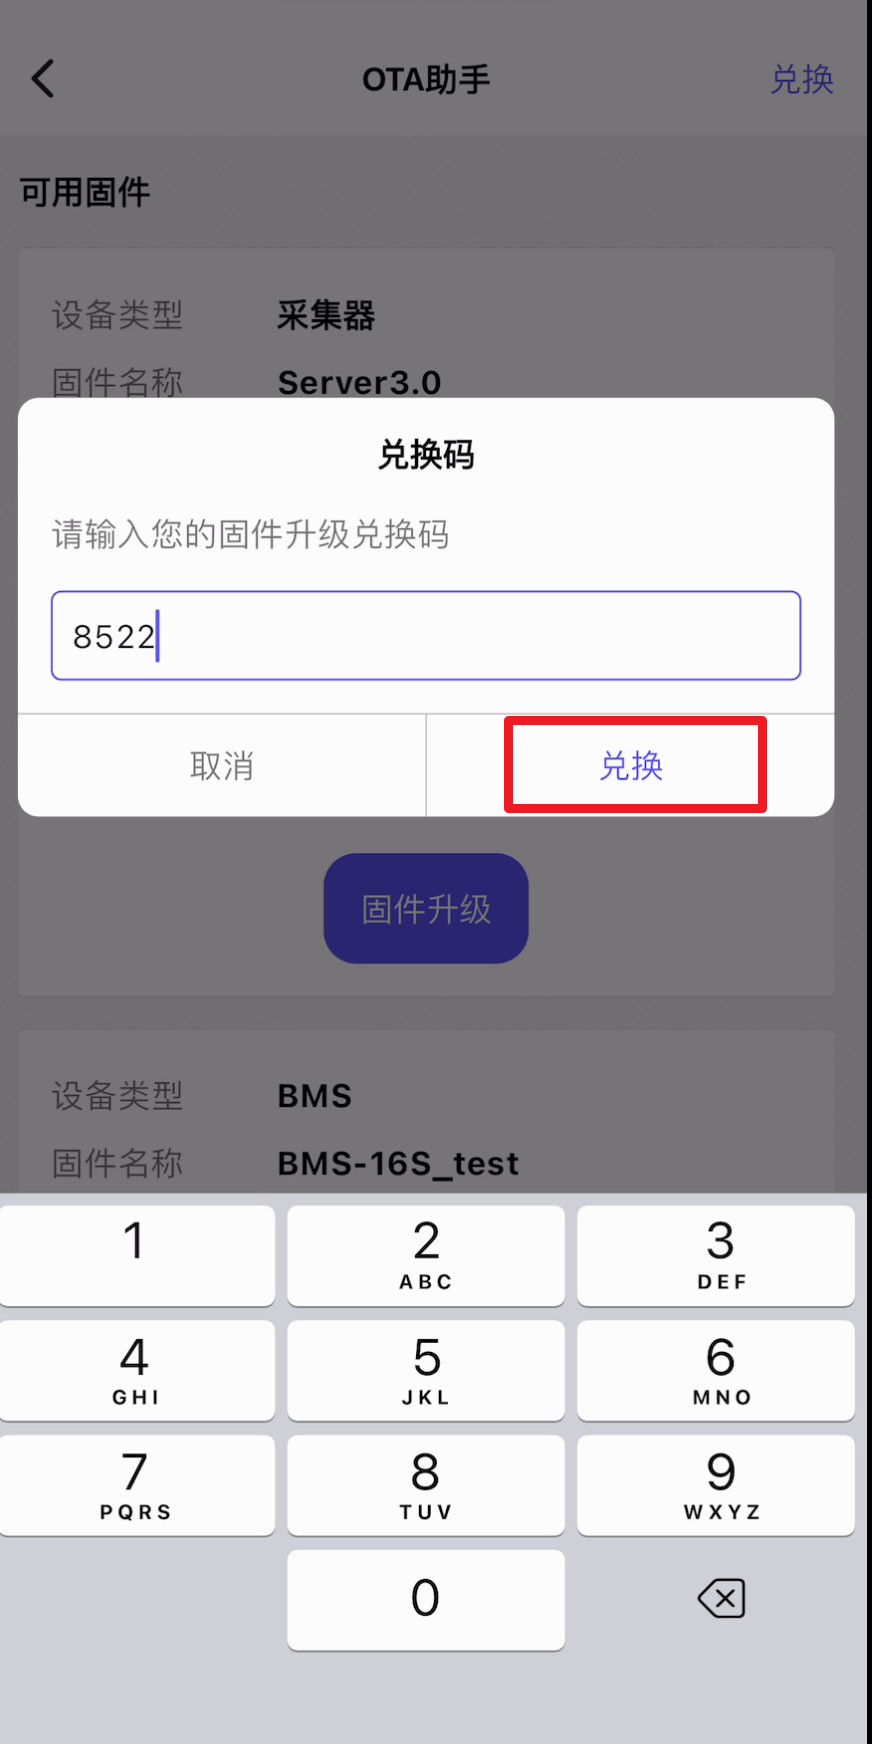 OTA助手
兑换
可用固件
设备类型 采集器
固件名称 Server3.0
兑换码
请输入您的固件升级兑换码
8522
取消 兑换
固件升级
设备类型 BMS
固件名称 BMS-16S_test
1 2 3
ABC DEF
4 5 6
GHI JKL MNO
7 8 9
PQRS TUV WXYZ
0